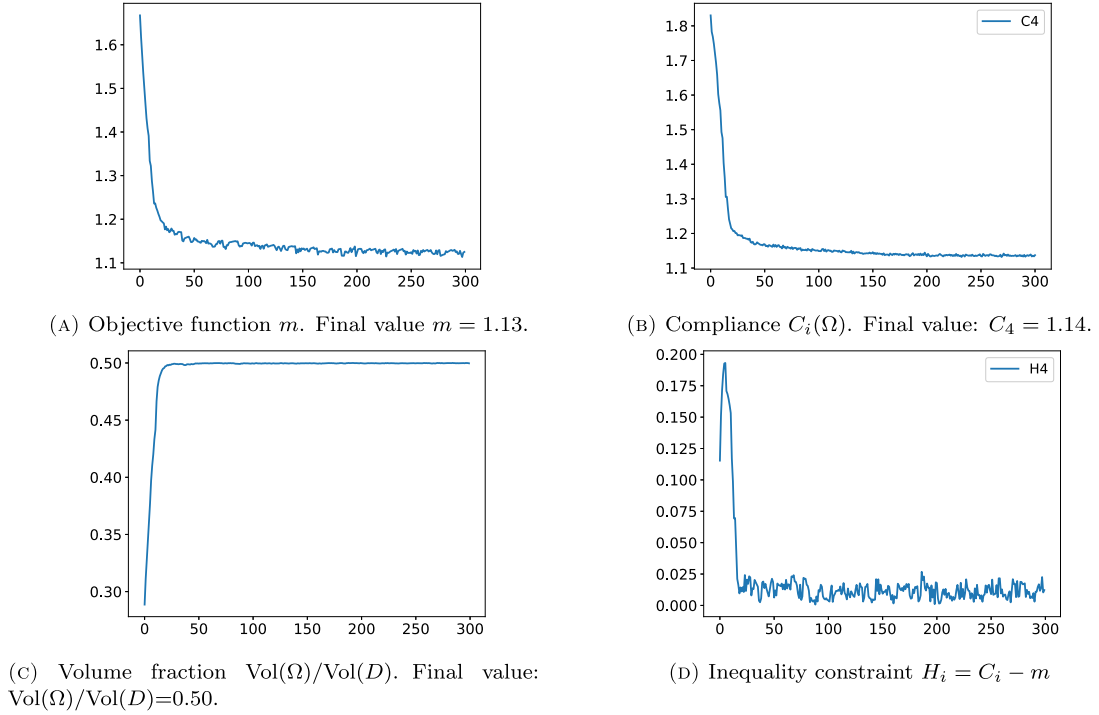 1.6
1.5
1.4
1.3
1.2
1.1
0 50 100 150 200 250 300
(A) Objective function m. Final value m = 1.13.
C4
1.8
1.7
1.6
1.5
1.4
1.3
1.2
1.1
0 50 100 150 200 250 300
(B) Compliance C_i(Ω). Final value: C_4 = 1.14.
0.50
0.45
0.40
0.35
0.30
0 50 100 150 200 250 300
(C) Volume fraction Vol(Ω)/Vol(D). Final value:
Vol(Ω)/Vol(D)=0.50.
H4
0.200
0.175
0.150
0.125
0.100
0.075
0.050
0.025
0.000
0 50 100 150 200 250 300
(D) Inequality constraint H_i = C_i − m